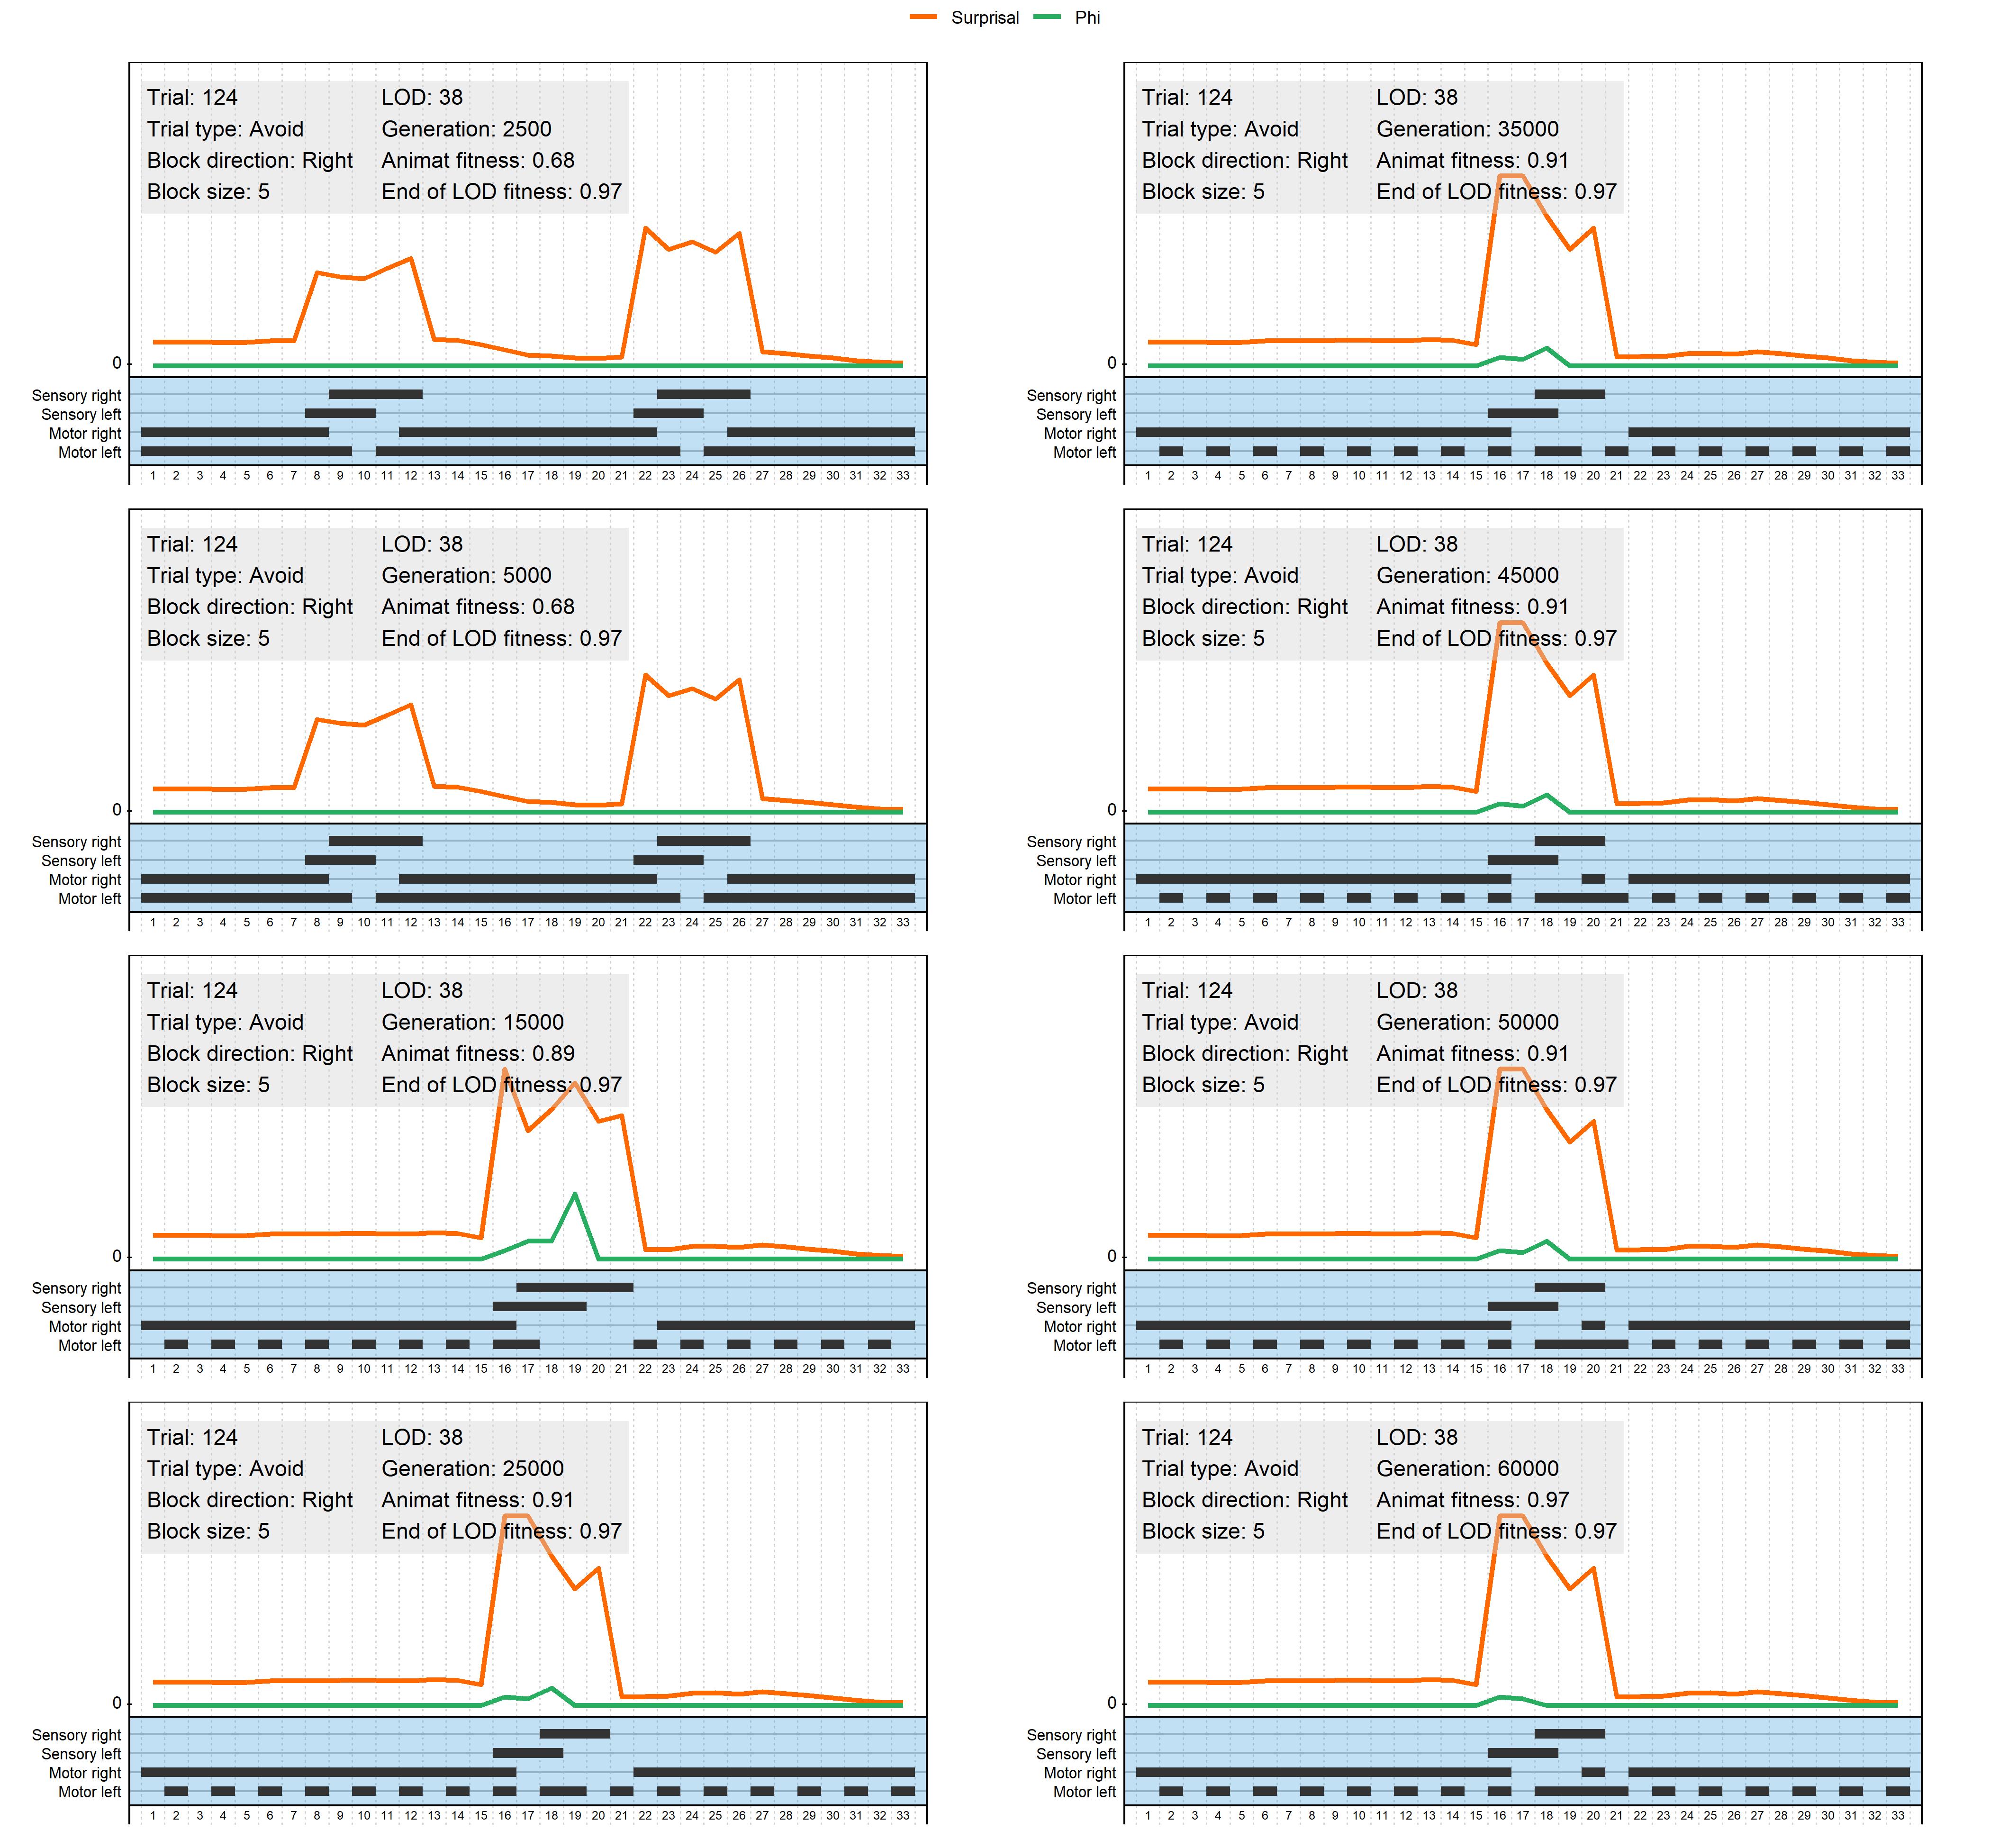 Surprisal Phi
Trial: 124 LOD: 38
Trial type: Avoid Generation: 2500
Block direction: Right Animat fitness: 0.68
Block size: 5 End of LOD fitness: 0.97
0
Sensory right
Sensory left
Motor right
Motor left
1 2 3 4 5 6 7 8 9 10 11 12 13 14 15 16 17 18 19 20 21 22 23 24 25 26 27 28 29 30 31 32 33
Trial: 124 LOD: 38
Trial type: Avoid Generation: 35000
Block direction: Right Animat fitness: 0.91
Block size: 5 End of LOD fitness: 0.97
0
Sensory right
Sensory left
Motor right
Motor left
1 2 3 4 5 6 7 8 9 10 11 12 13 14 15 16 17 18 19 20 21 22 23 24 25 26 27 28 29 30 31 32 33
Trial: 124 LOD: 38
Trial type: Avoid Generation: 5000
Block direction: Right Animat fitness: 0.68
Block size: 5 End of LOD fitness: 0.97
0
Sensory right
Sensory left
Motor right
Motor left
1 2 3 4 5 6 7 8 9 10 11 12 13 14 15 16 17 18 19 20 21 22 23 24 25 26 27 28 29 30 31 32 33
Trial: 124 LOD: 38
Trial type: Avoid Generation: 45000
Block direction: Right Animat fitness: 0.91
Block size: 5 End of LOD fitness: 0.97
0
Sensory right
Sensory left
Motor right
Motor left
1 2 3 4 5 6 7 8 9 10 11 12 13 14 15 16 17 18 19 20 21 22 23 24 25 26 27 28 29 30 31 32 33
Trial: 124 LOD: 38
Trial type: Avoid Generation: 15000
Block direction: Right Animat fitness: 0.89
Block size: 5 End of LOD fitness: 0.97
0
Sensory right
Sensory left
Motor right
Motor left
1 2 3 4 5 6 7 8 9 10 11 12 13 14 15 16 17 18 19 20 21 22 23 24 25 26 27 28 29 30 31 32 33
Trial: 124 LOD: 38
Trial type: Avoid Generation: 50000
Block direction: Right Animat fitness: 0.91
Block size: 5 End of LOD fitness: 0.97
0
Sensory right
Sensory left
Motor right
Motor left
1 2 3 4 5 6 7 8 9 10 11 12 13 14 15 16 17 18 19 20 21 22 23 24 25 26 27 28 29 30 31 32 33
Trial: 124 LOD: 38
Trial type: Avoid Generation: 25000
Block direction: Right Animat fitness: 0.91
Block size: 5 End of LOD fitness: 0.97
0
Sensory right
Sensory left
Motor right
Motor left
1 2 3 4 5 6 7 8 9 10 11 12 13 14 15 16 17 18 19 20 21 22 23 24 25 26 27 28 29 30 31 32 33
Trial: 124 LOD: 38
Trial type: Avoid Generation: 60000
Block direction: Right Animat fitness: 0.97
Block size: 5 End of LOD fitness: 0.97
0
Sensory right
Sensory left
Motor right
Motor left
1 2 3 4 5 6 7 8 9 10 11 12 13 14 15 16 17 18 19 20 21 22 23 24 25 26 27 28 29 30 31 32 33